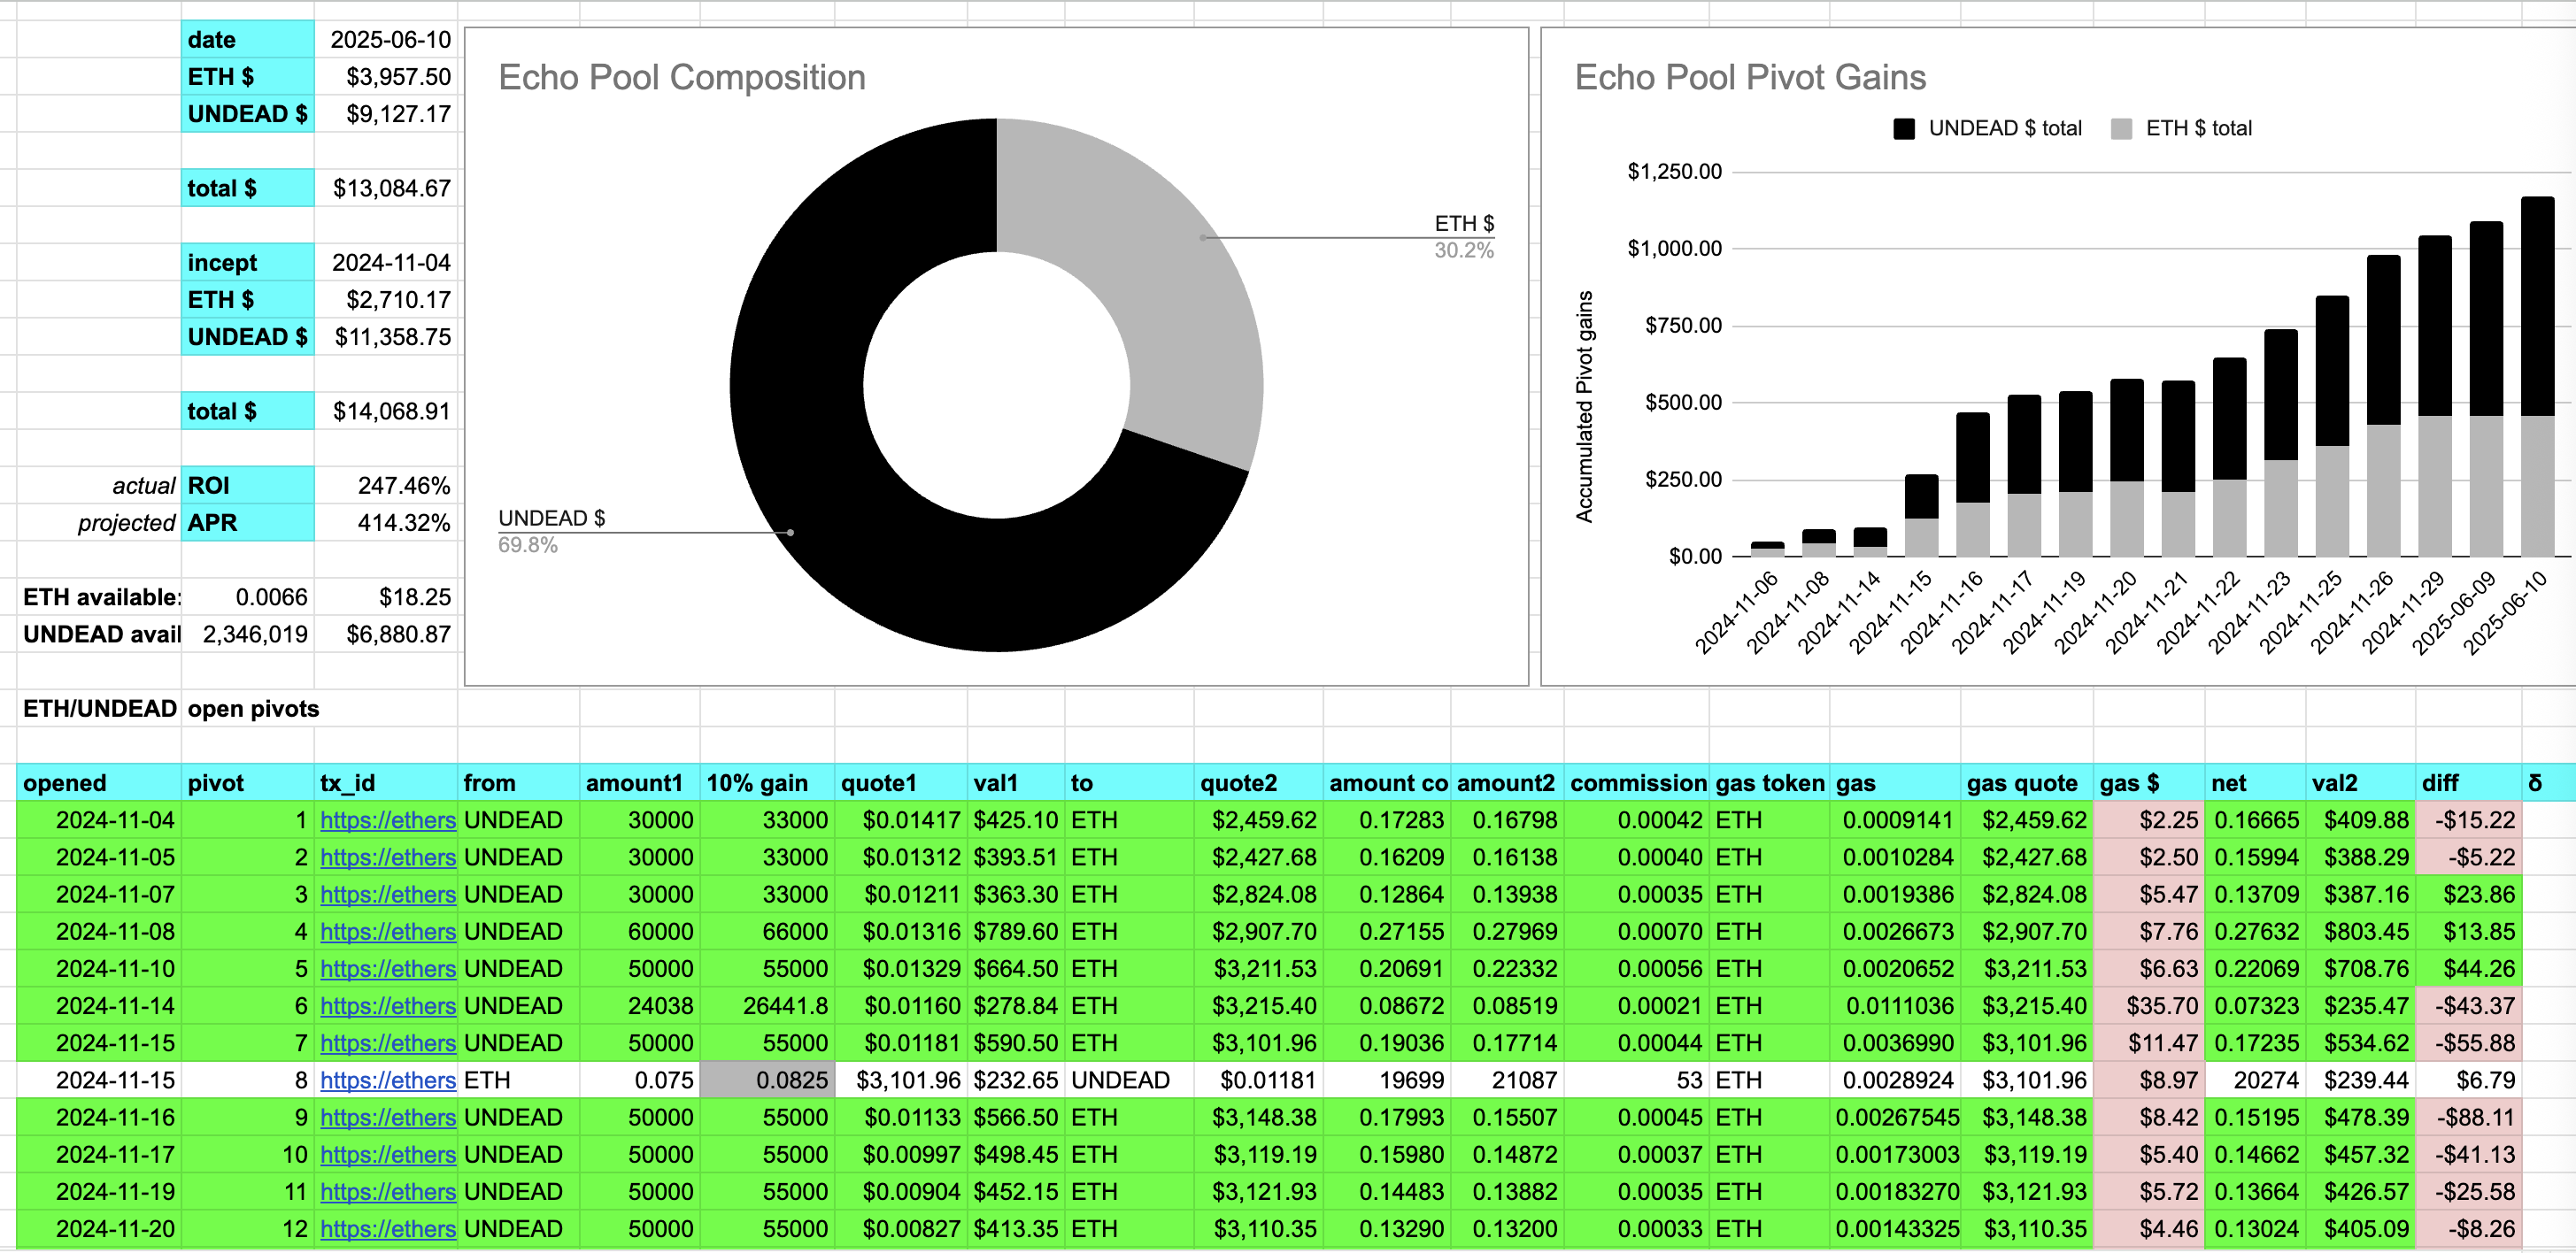 date 2025-06-10
ETH $ $3,957.50
UNDEAD $ $9,127.17
total $ $13,084.67
incept 2024-11-04
ETH $ $2,710.17
UNDEAD $ $11,358.75
total $ $14,068.91
actual ROI 247.46%
projected APR 414.32%
ETH available: 0.0066 $18.25
UNDEAD avail 2,346,019 $6,880.87
Echo Pool Composition
ETH $
30.2%
UNDEAD $
69.8%
Echo Pool Pivot Gains
UNDEAD $ total ETH $ total
Accumulated Pivot gains
$1,250.00
$1,000.00
$750.00
$500.00
$250.00
$0.00
2024-11-06
2024-11-08
2024-11-14
2024-11-15
2024-11-16
2024-11-17
2024-11-19
2024-11-20
2024-11-21
2024-11-22
2024-11-23
2024-11-25
2024-11-26
2024-11-29
2025-06-09
2025-06-10
ETH/UNDEAD open pivots
opened pivot tx_id from amount1 10% gain quote1 val1 to quote2 amount co amount2 commission gas token gas gas quote gas $ net val2 diff δ
2024-11-04 1 https://ethers UNDEAD 30000 33000 $0.01417 $425.10 ETH $2,459.62 0.17283 0.16798 0.00042 ETH 0.0009141 $2,459.62 $2.25 0.16665 $409.88 -$15.22
2024-11-05 2 https://ethers UNDEAD 30000 33000 $0.01312 $393.51 ETH $2,427.68 0.16209 0.16138 0.00040 ETH 0.0010284 $2,427.68 $2.50 0.15994 $388.29 -$5.22
2024-11-07 3 https://ethers UNDEAD 30000 33000 $0.01211 $363.30 ETH $2,824.08 0.12864 0.13938 0.00035 ETH 0.0019386 $2,824.08 $5.47 0.13709 $387.16 $23.86
2024-11-08 4 https://ethers UNDEAD 60000 66000 $0.01316 $789.60 ETH $2,907.70 0.27155 0.27969 0.00070 ETH 0.0026673 $2,907.70 $7.76 0.27632 $803.45 $13.85
2024-11-10 5 https://ethers UNDEAD 50000 55000 $0.01329 $664.50 ETH $3,211.53 0.20691 0.22332 0.00056 ETH 0.0020652 $3,211.53 $6.63 0.22069 $708.76 $44.26
2024-11-14 6 https://ethers UNDEAD 24038 26441.8 $0.01160 $278.84 ETH $3,215.40 0.08672 0.08519 0.00021 ETH 0.0111036 $3,215.40 $35.70 0.07323 $235.47 -$43.37
2024-11-15 7 https://ethers UNDEAD 50000 55000 $0.01181 $590.50 ETH $3,101.96 0.19036 0.17714 0.00044 ETH 0.0036990 $3,101.96 $11.47 0.17235 $534.62 -$55.88
2024-11-15 8 https://ethers ETH 0.075 0.0825 $3,101.96 $232.65 UNDEAD $0.01181 19699 21087 53 ETH 0.0028924 $3,101.96 $8.97 20274 $239.44 $6.79
2024-11-16 9 https://ethers UNDEAD 50000 55000 $0.01133 $566.50 ETH $3,148.38 0.17993 0.15507 0.00045 ETH 0.00267545 $3,148.38 $8.42 0.15195 $478.39 -$88.11
2024-11-17 10 https://ethers UNDEAD 50000 55000 $0.00997 $498.45 ETH $3,119.19 0.15980 0.14872 0.00037 ETH 0.00173003 $3,119.19 $5.40 0.14662 $457.32 -$41.13
2024-11-19 11 https://ethers UNDEAD 50000 55000 $0.00904 $452.15 ETH $3,121.93 0.14483 0.13882 0.00035 ETH 0.00183270 $3,121.93 $5.72 0.13664 $426.57 -$25.58
2024-11-20 12 https://ethers UNDEAD 50000 55000 $0.00827 $413.35 ETH $3,110.35 0.13290 0.13200 0.00033 ETH 0.00143325 $3,110.35 $4.46 0.13024 $405.09 -$8.26